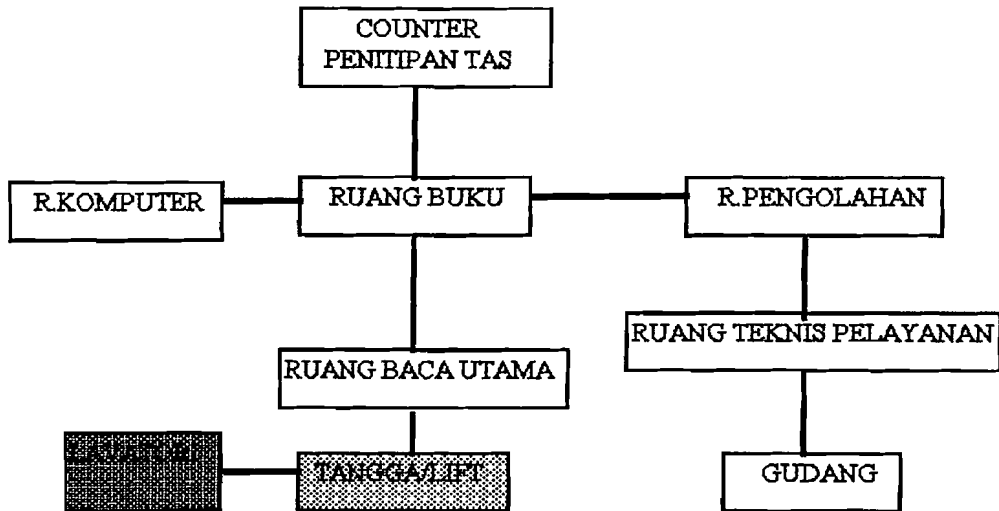 COUNTER
PENITIPAN TAS
R.KOMPUTER
RUANG BUKU
R.PENGOLAHAN
RUANG TEKNIS PELAYANAN
RUANG BACA UTAMA
TANGGA/LIFT
GUDANG